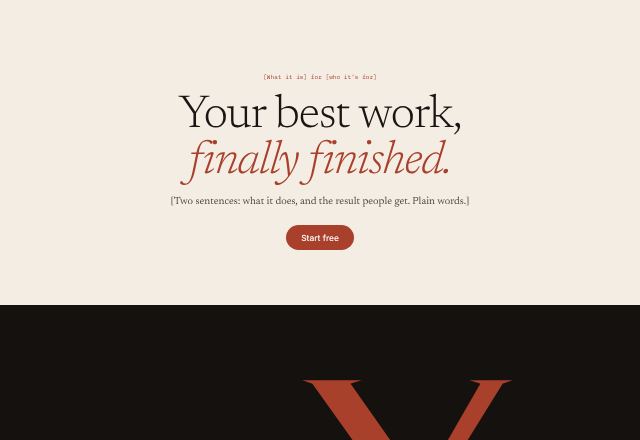 [What it is] for [who it's for]
Your best work,
finally finished.
[Two sentences: what it does, and the result people get. Plain words.]
Start free